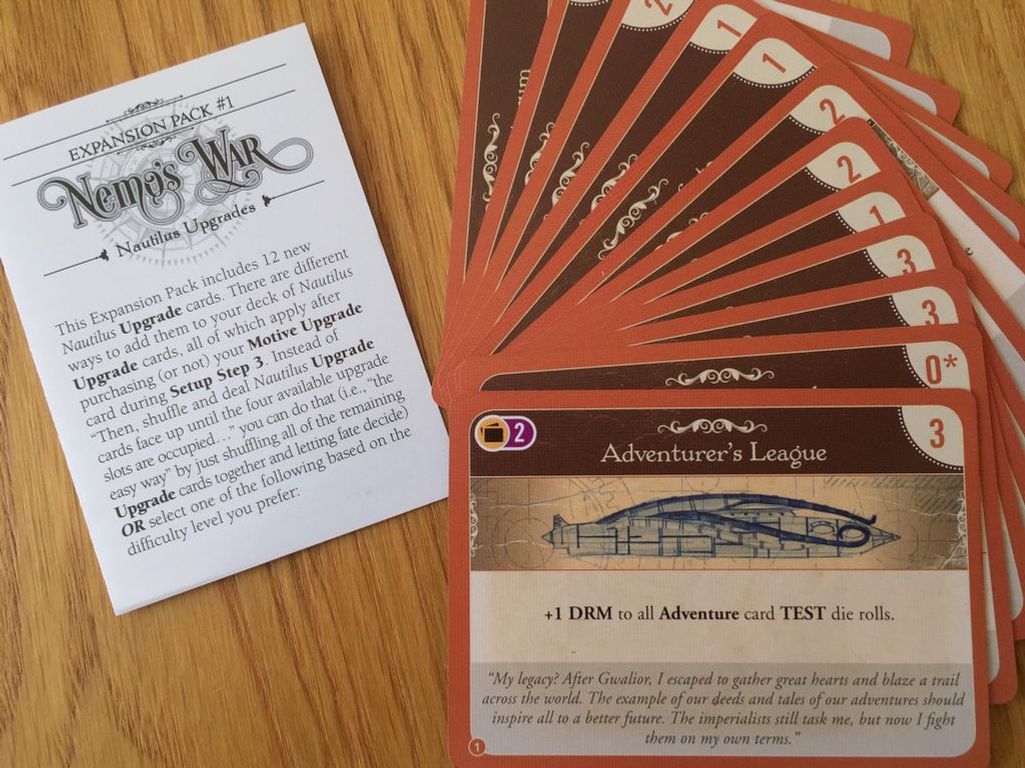 EXPANSION PACK #1
Nemo's War
Nautilus Upgrades
This Expansion Pack includes 12 new
Nautilus Upgrade cards. There are different
ways to add them to your deck of Nautilus
Upgrade cards, all of which apply after
purchasing (or not) your Motive Upgrade
card during Setup Step 3. Instead of
"Then, shuffle and deal Nautilus Upgrade
cards face up until the four available upgrade
slots are occupied..." you can do that (i.e., "the
easy way" by just shuffling all of the remaining
Upgrade cards together and letting fate decide)
OR select one of the following based on the
difficulty level you prefer:
2
1
1
2
2
1
3
3
0*
2
3
Adventurer's League
+1 DRM to all Adventure card TEST die rolls.
"My legacy? After Gwalior, I escaped to gather great hearts and blaze a trail
across the world. The example of our deeds and tales of our adventures should
inspire all to a better future. The imperialists still task me, but now I fight
them on my own terms."
1